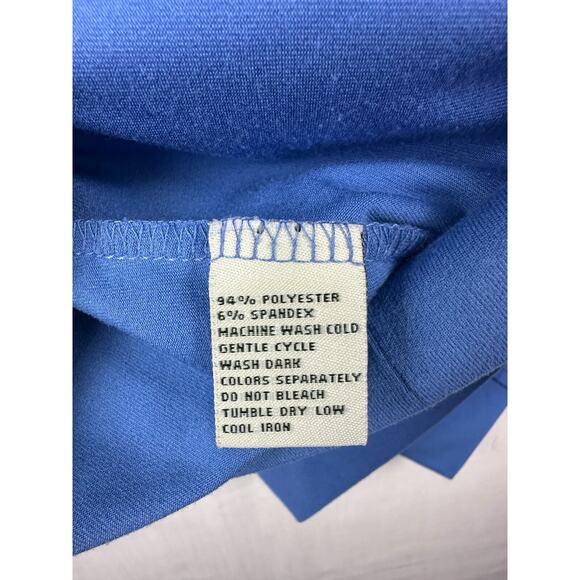 94% POLYESTER
6% SPANDEX
MACHINE WASH COLD
GENTLE CYCLE
WASH DARK
COLORS SEPARATELY
DO NOT BLEACH
TUMBLE DRY LOW
COOL IRON